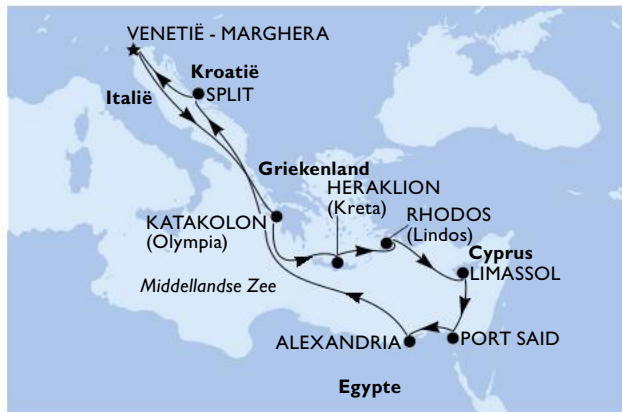 VENETIË - MARGHERA
Kroatië
SPLIT
Italië
Griekenland
HERAKLION
(Kreta)
KATAKOLON
(Olympia)
RHODOS
(Lindos)
Cyprus
LIMASSOL
Middellandse Zee
ALEXANDRIA
PORT SAID
Egypte